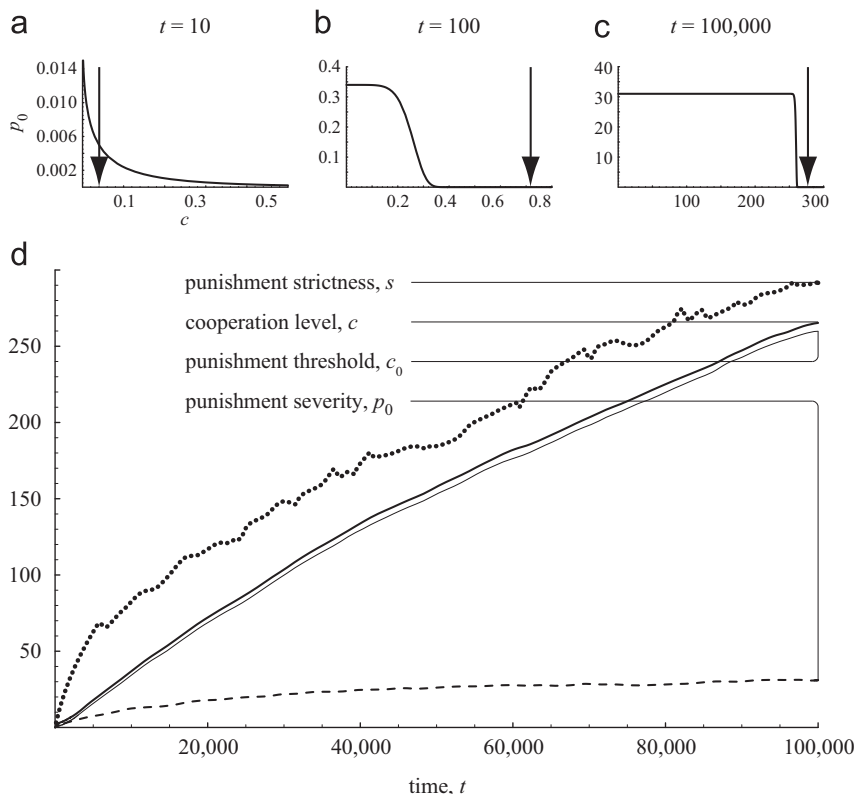 a
t = 10
b
t = 100
c
t = 100,000
0.014
0.010
0.006
0.002
p0
0.1
0.3
0.5
c
0.4
0.3
0.2
0.1
0.2
0.4
0.6
0.8
40
30
20
10
100
200
300
d
punishment strictness, s
cooperation level, c
punishment threshold, c0
punishment severity, p0
250
200
150
100
50
20,000
40,000
60,000
80,000
100,000
time, t